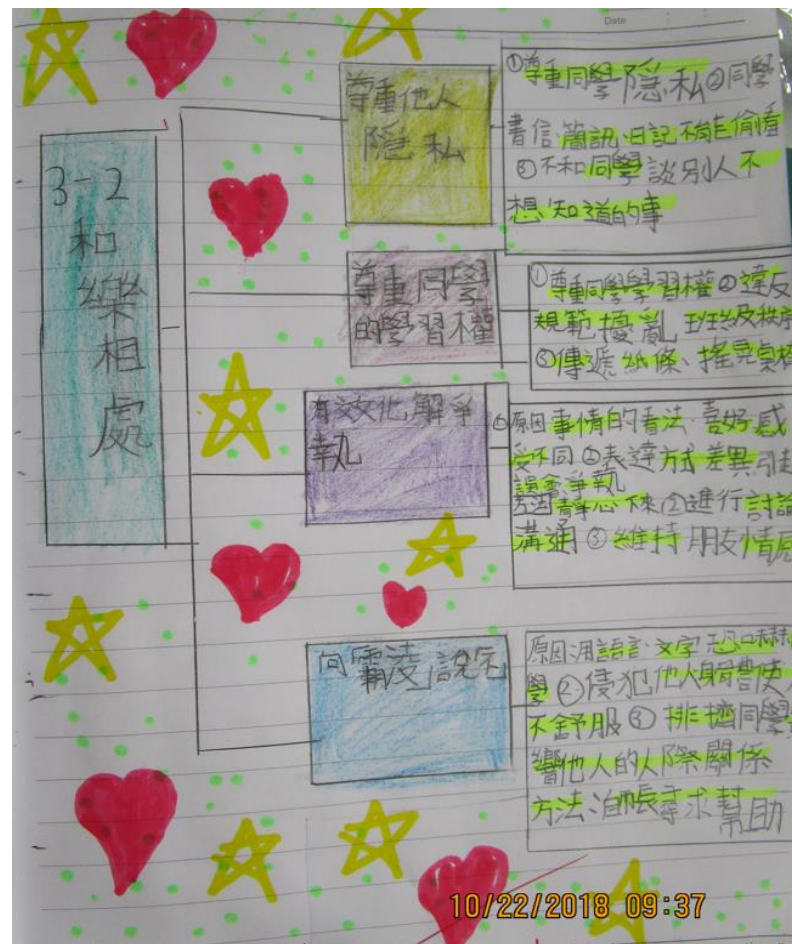 Date
3-2
和
樂
相
處
尊重他人
隱私
①尊重同學隱私②同學
書信、簡訊、日記不能偷看
③不和同學談別人不
想知道的事
尊重同學
的學習權
①尊重同學學習權②違反
規範擾亂班級秩序
③傳遞紙條、搖晃桌椅
有效化解爭
執
①原因事情的看法、喜好感
受不同②表達方式差異引起
誤會爭執
靜心下來②進行討論
溝通③維持朋友情
向霸凌說
原因:用語言、文字恐嚇
學②侵犯他人身體使
不舒服③排擠同學
響他人的人際關係
方法:師長尋求幫助
10/22/2018 09:37